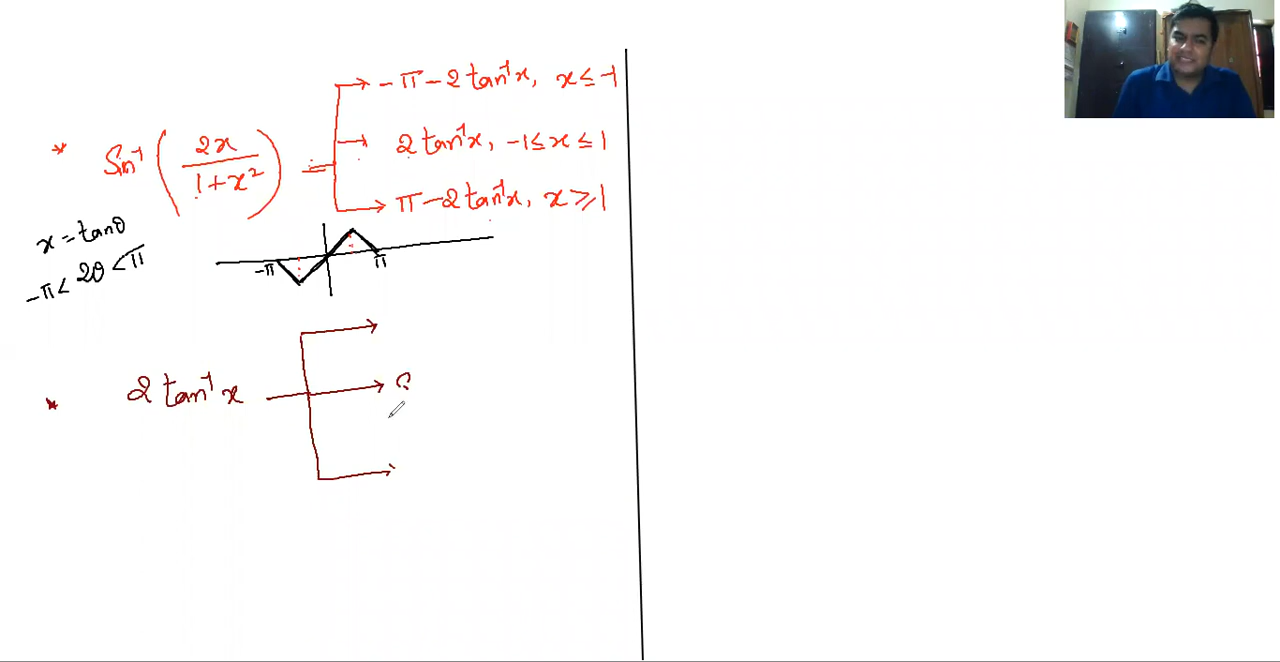 * Sin⁻¹ (2x / 1+x²) =
→ -π - 2 tan⁻¹x, x ≤ -1
→ 2 tan⁻¹x, -1 ≤ x ≤ 1
→ π - 2 tan⁻¹x, x ≥ 1
x = tanθ
-π < 2θ < π
-π π
* 2 tan⁻¹ x